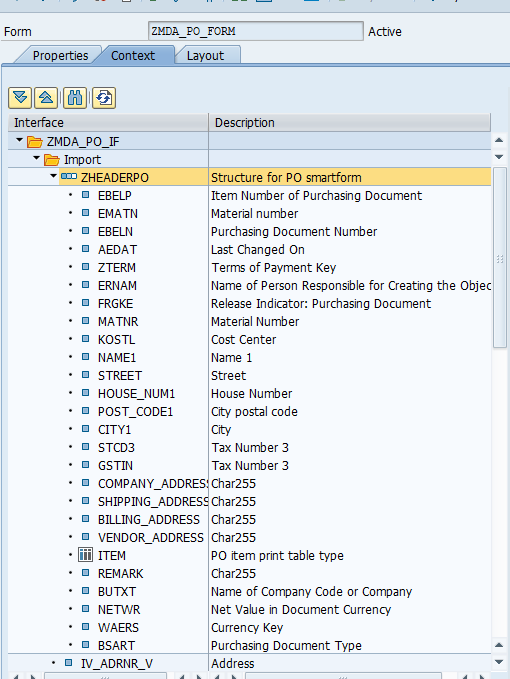 Form ZMDA_PO_FORM Active
Properties Context Layout
Interface Description
ZMDA_PO_IF
Import
ZHEADERPO Structure for PO smartform
EBELP Item Number of Purchasing Document
EMATN Material number
EBELN Purchasing Document Number
AEDAT Last Changed On
ZTERM Terms of Payment Key
ERNAM Name of Person Responsible for Creating the Objec
FRGKE Release Indicator: Purchasing Document
MATNR Material Number
KOSTL Cost Center
NAME1 Name 1
STREET Street
HOUSE_NUM1 House Number
POST_CODE1 City postal code
CITY1 City
STCD3 Tax Number 3
GSTIN Tax Number 3
COMPANY_ADDRESS Char255
SHIPPING_ADDRESS Char255
BILLING_ADDRESS Char255
VENDOR_ADDRESS Char255
ITEM PO item print table type
REMARK Char255
BUTXT Name of Company Code or Company
NETWR Net Value in Document Currency
WAERS Currency Key
BSART Purchasing Document Type
IV_ADRNR_V Address